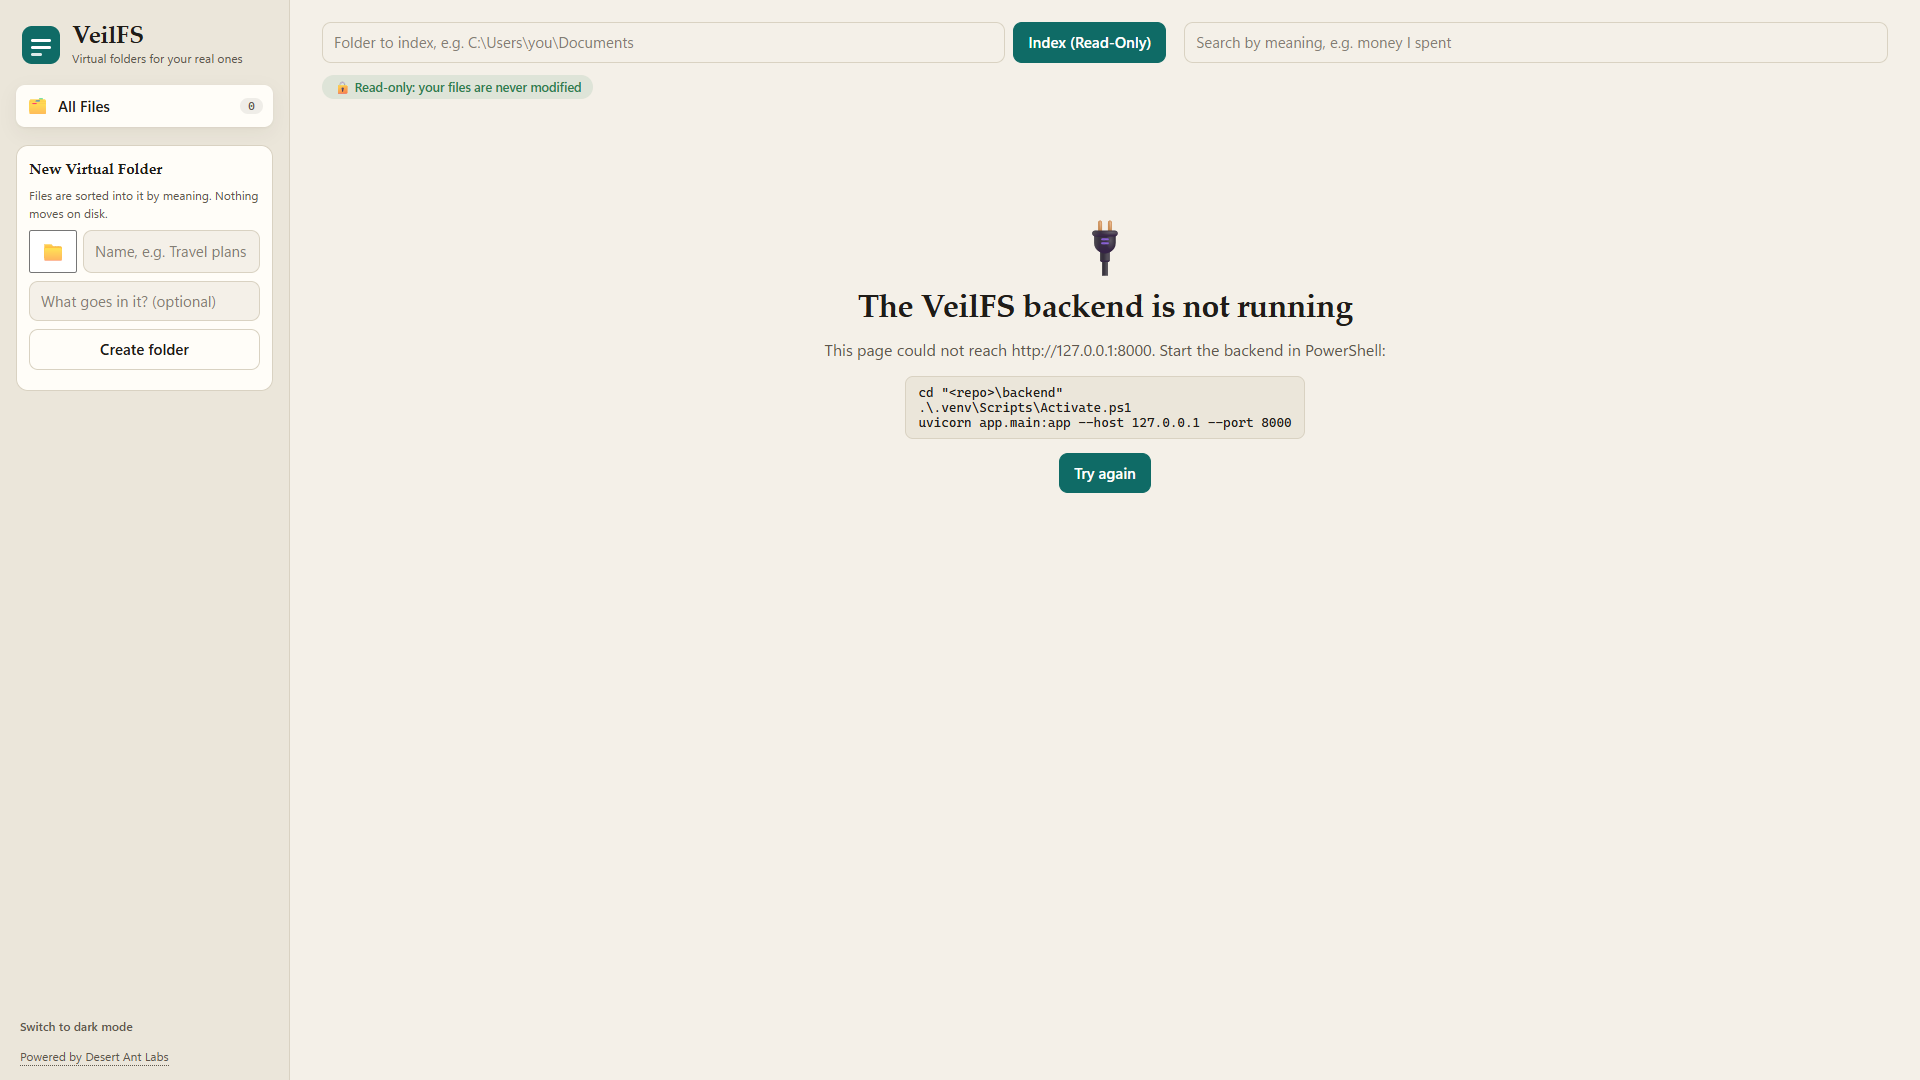 VeilFS
Virtual folders for your real ones
All Files
0
New Virtual Folder
Files are sorted into it by meaning. Nothing
moves on disk.
Name, e.g. Travel plans
What goes in it? (optional)
Create folder
Switch to dark mode
Powered by Desert Ant Labs
Folder to index, e.g. C:\Users\you\Documents
Index (Read-Only)
Search by meaning, e.g. money I spent
Read-only: your files are never modified
The VeilFS backend is not running
This page could not reach http://127.0.0.1:8000. Start the backend in PowerShell:
cd "<repo>\backend"
.\.venv\Scripts\Activate.ps1
uvicorn app.main:app --host 127.0.0.1 --port 8000
Try again